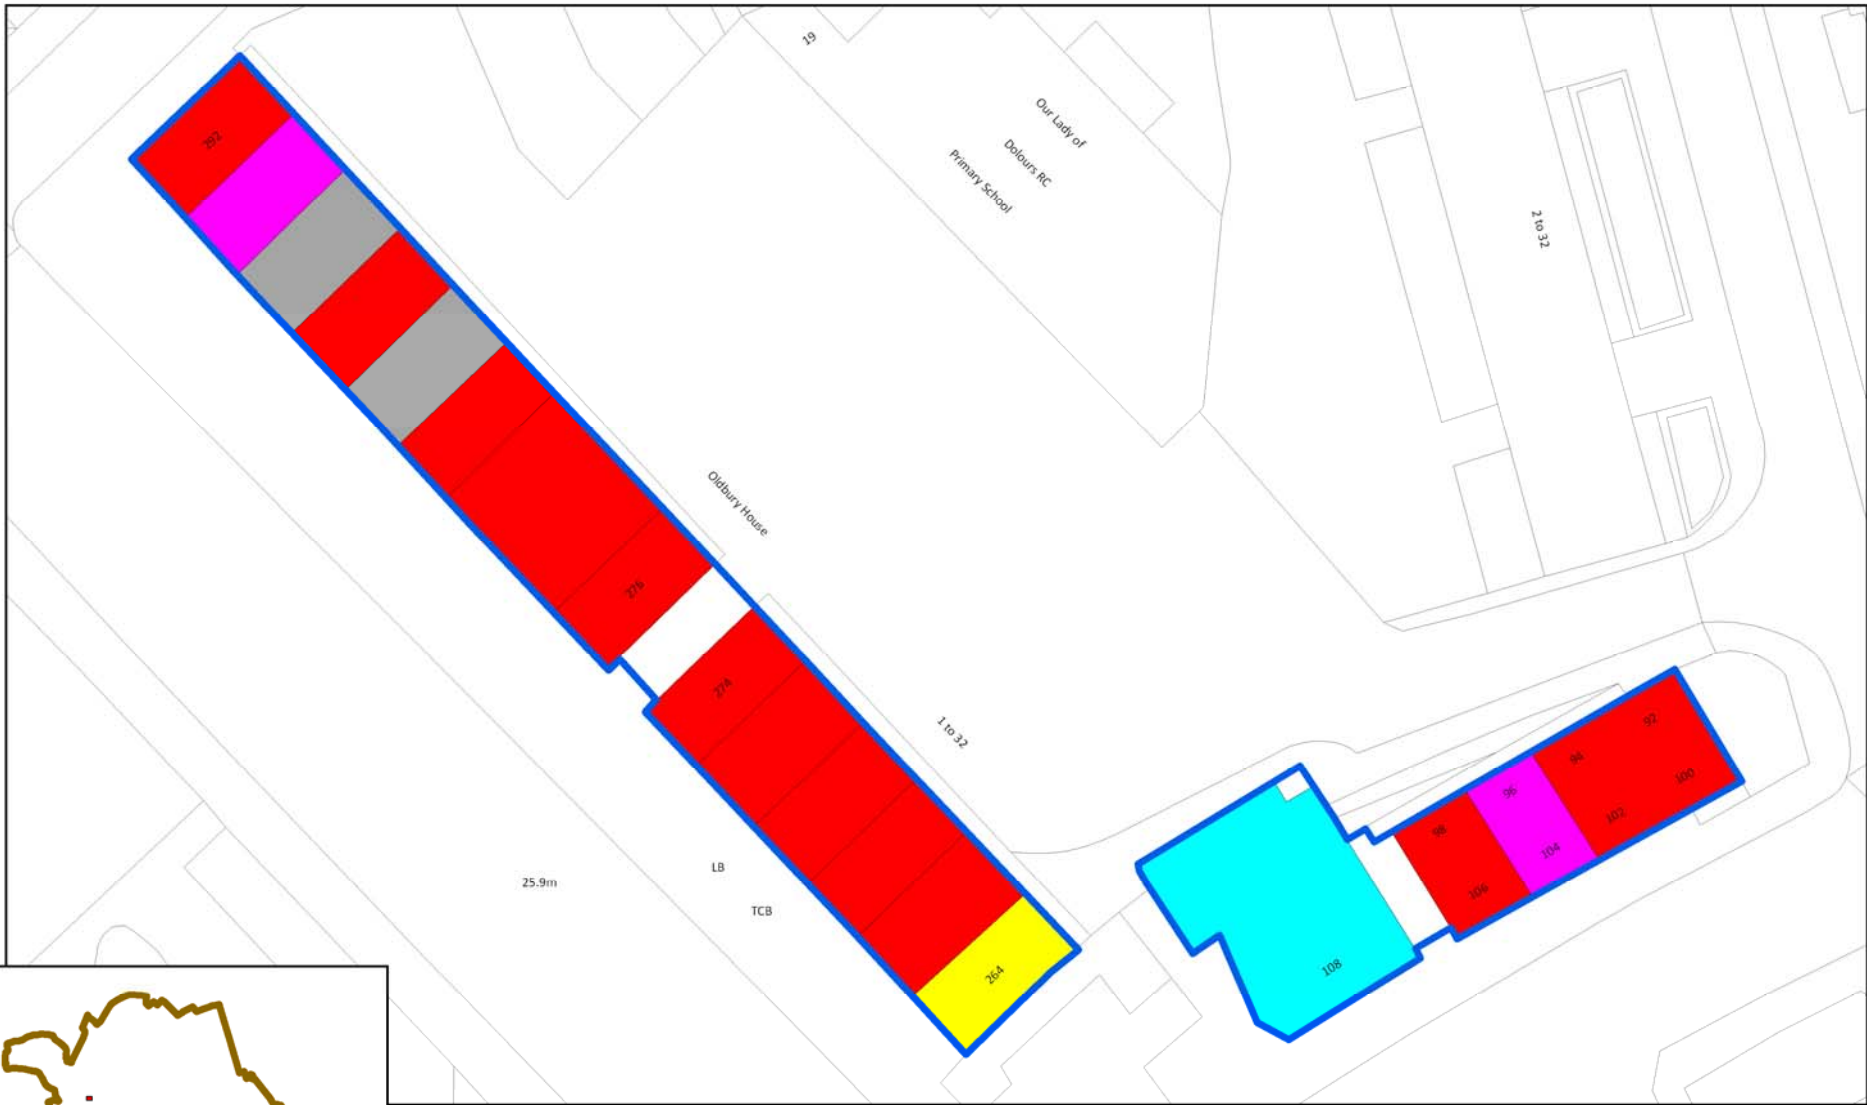 19
292
Our Lady of
Dolours RC
Primary School
2 to 32
Oldbury House
276
274
1 to 32
92
94
96
98
100
102
104
106
108
LB
25.9m
TCB
264